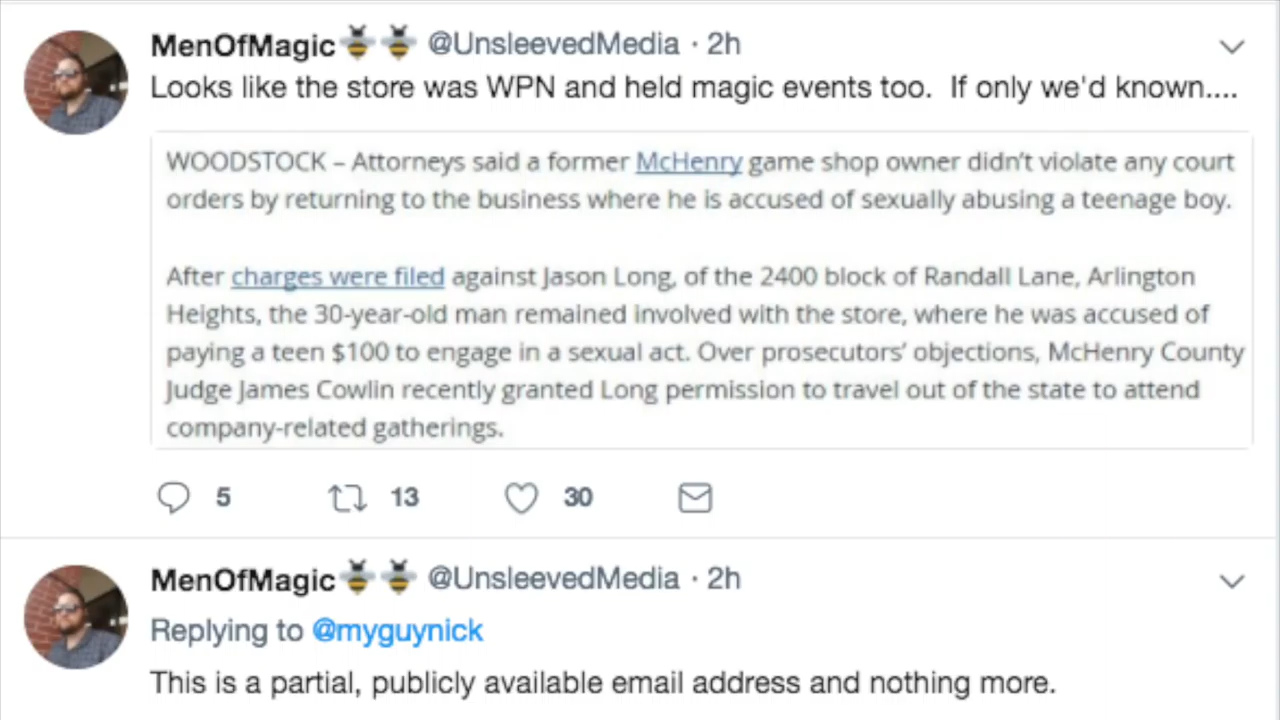 MenOfMagic🐝 🐝 @UnsleevedMedia · 2h
Looks like the store was WPN and held magic events too.  If only we'd known....
WOODSTOCK – Attorneys said a former McHenry game shop owner didn't violate any court
orders by returning to the business where he is accused of sexually abusing a teenage boy.
After charges were filed against Jason Long, of the 2400 block of Randall Lane, Arlington
Heights, the 30-year-old man remained involved with the store, where he was accused of
paying a teen $100 to engage in a sexual act. Over prosecutors' objections, McHenry County
Judge James Cowlin recently granted Long permission to travel out of the state to attend
company-related gatherings.
5 13 30
MenOfMagic🐝 🐝 @UnsleevedMedia · 2h
Replying to @myguynick
This is a partial, publicly available email address and nothing more.